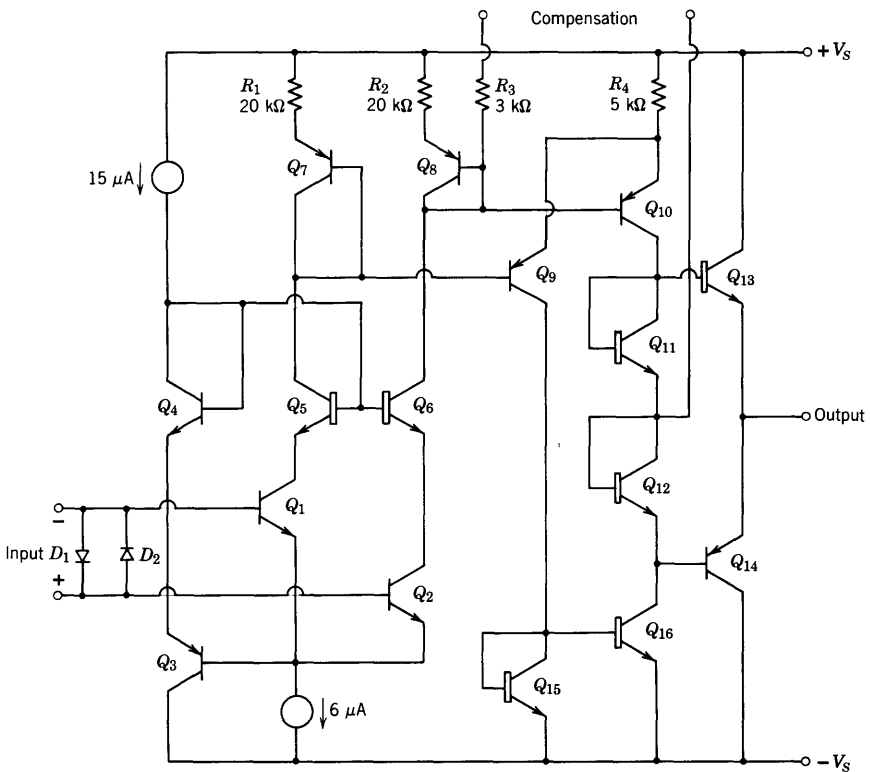 Compensation
+ V_S
R_1
20 kΩ
R_2
20 kΩ
R_3
3 kΩ
R_4
5 kΩ
15 μA
Q_7
Q_8
Q_10
Q_9
Q_13
Q_11
Q_4
Q_5
Q_6
Output
Q_12
Q_1
−
Input D_1
D_2
+
Q_2
Q_14
Q_16
Q_3
Q_15
6 μA
− V_S